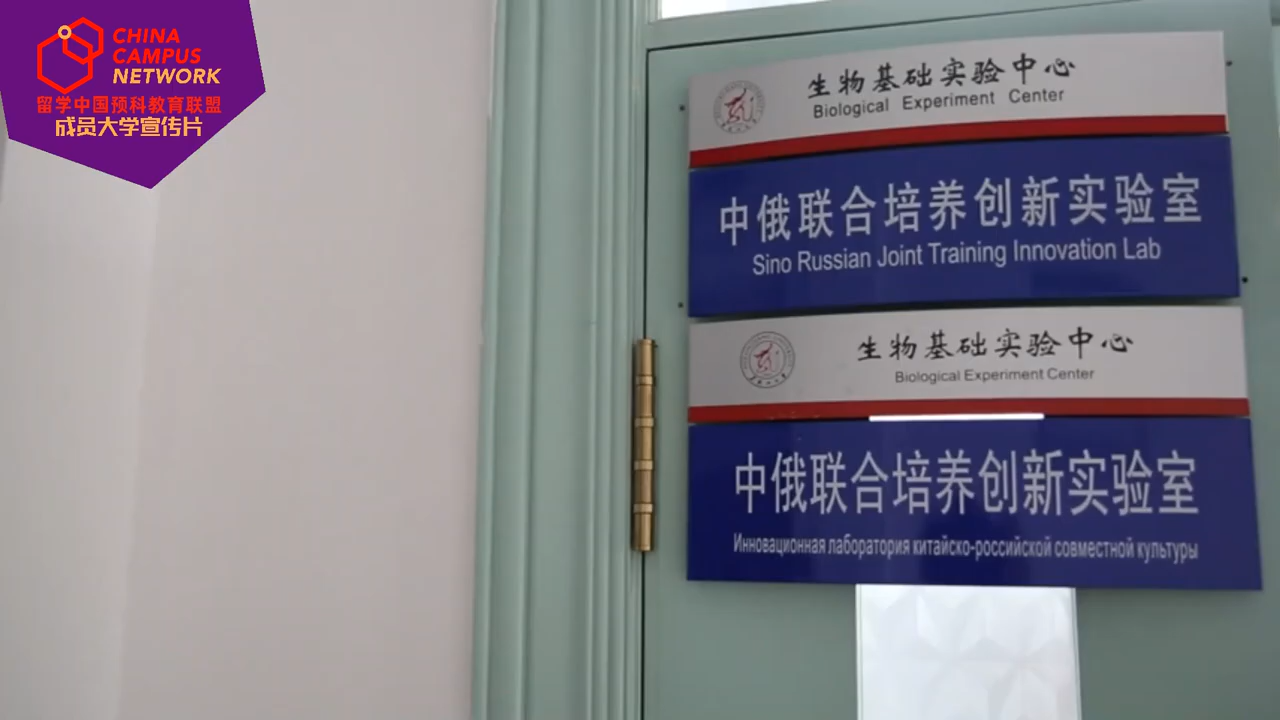 CHINA
CAMPUS
NETWORK
留学中国预科教育联盟
成员大学宣传片
生物基础实验中心
Biological Experiment Center
中俄联合培养创新实验室
Sino Russian Joint Training Innovation Lab
生物基础实验中心
Biological Experiment Center
中俄联合培养创新实验室
Инновационная лаборатория китайско-российской совместной культуры